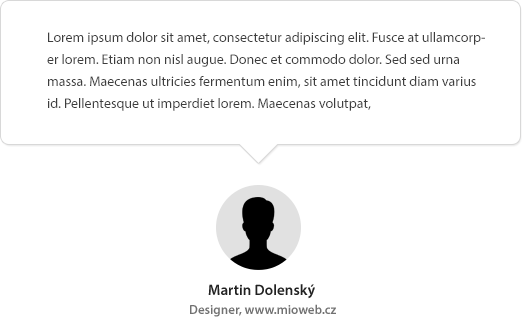 Lorem ipsum dolor sit amet, consectetur adipiscing elit. Fusce at ullamcorp-
er lorem. Etiam non nisl augue. Donec et commodo dolor. Sed sed urna
massa. Maecenas ultricies fermentum enim, sit amet tincidunt diam varius
id. Pellentesque ut imperdiet lorem. Maecenas volutpat,
Martin Dolenský
Designer, www.mioweb.cz